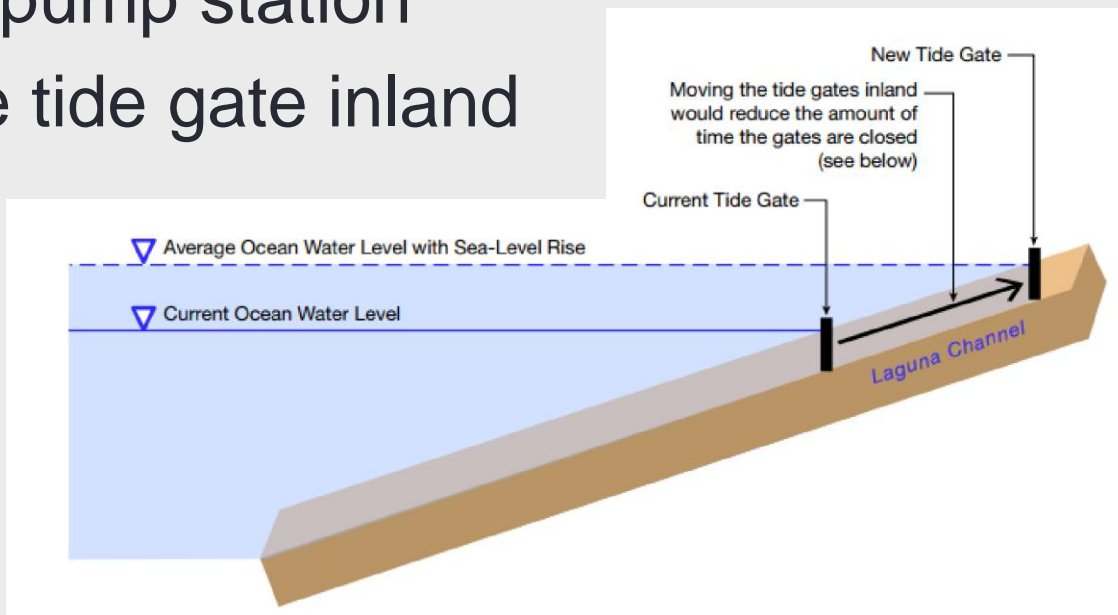 pump station
tide gate inland
New Tide Gate
Moving the tide gates inland
would reduce the amount of
time the gates are closed
(see below)
Current Tide Gate
Average Ocean Water Level with Sea-Level Rise
Current Ocean Water Level
Laguna Channel